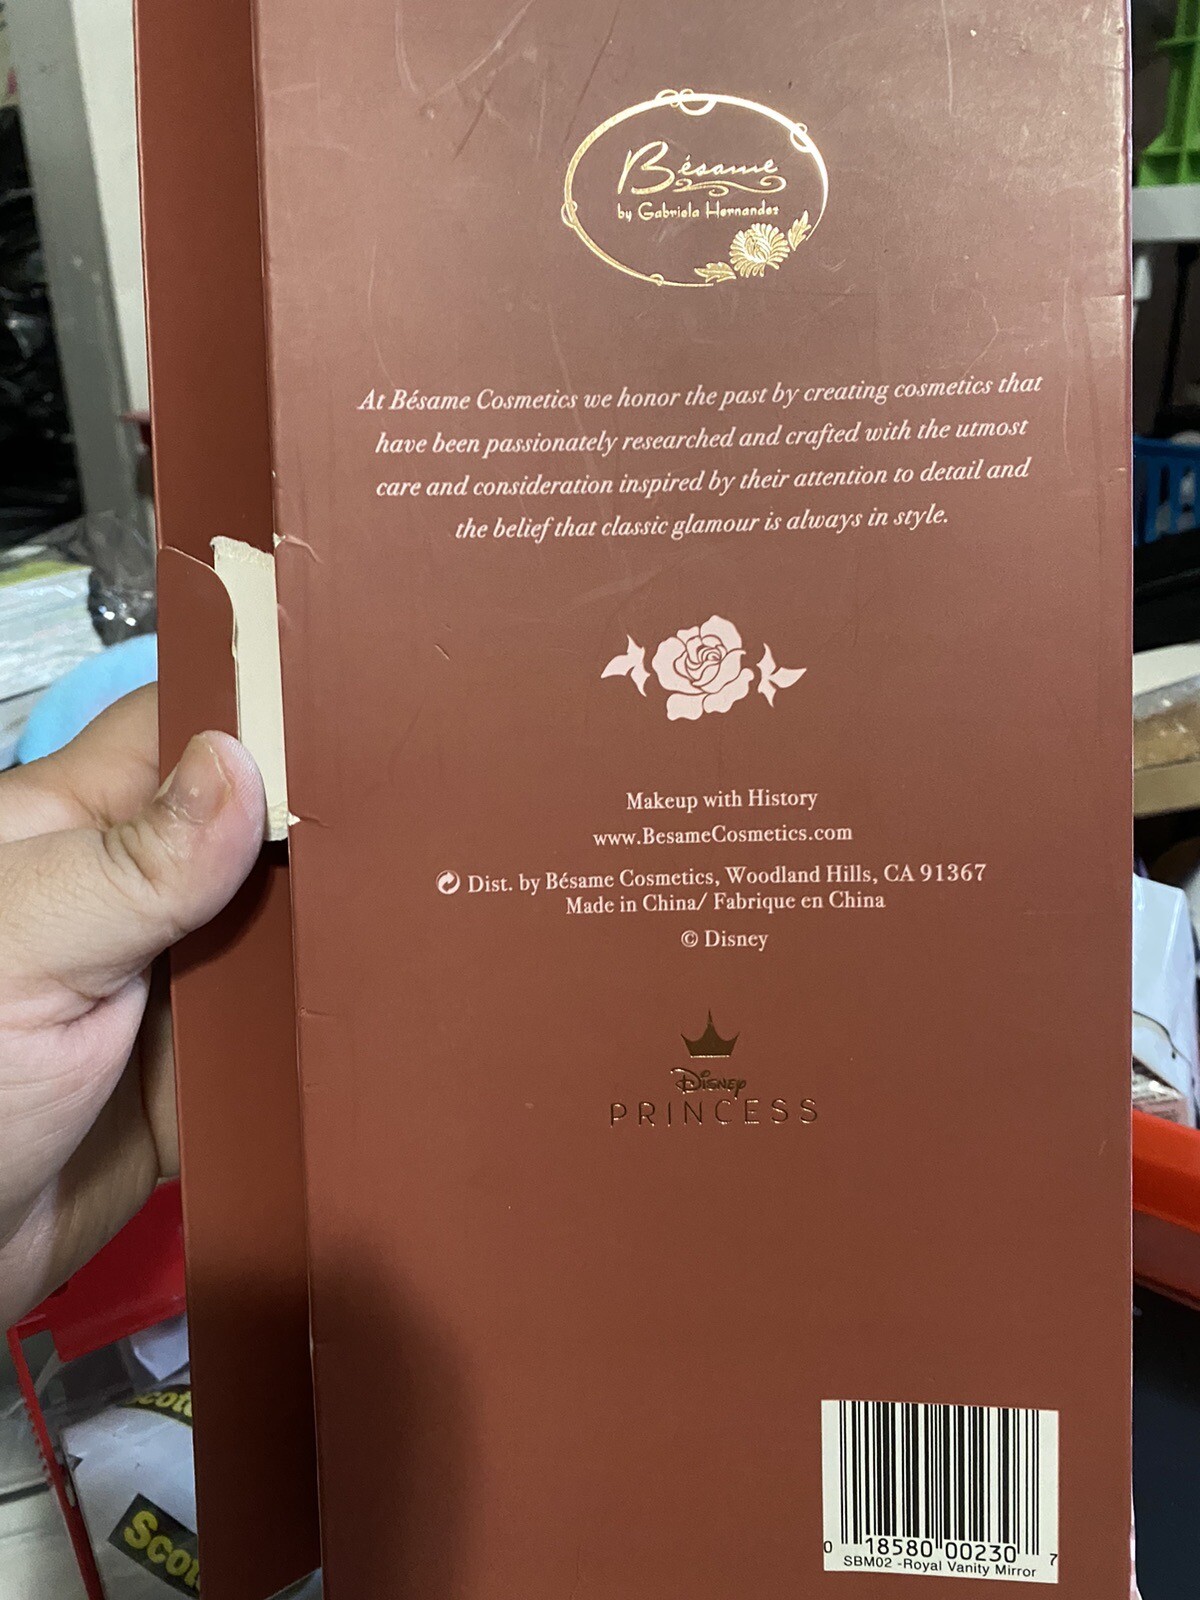 Bésame
by Gabriela Hernandez
At Bésame Cosmetics we honor the past by creating cosmetics that
have been passionately researched and crafted with the utmost
care and consideration inspired by their attention to detail and
the belief that classic glamour is always in style.
Makeup with History
www.BesameCosmetics.com
Dist. by Bésame Cosmetics, Woodland Hills, CA 91367
Made in China/ Fabrique en China
© Disney
Disney
PRINCESS
0 18580 00230 7
SBM02 -Royal Vanity Mirror